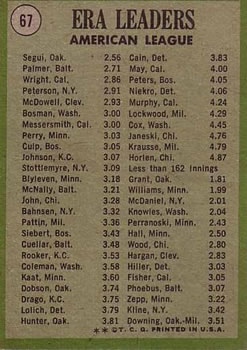 67
ERA LEADERS
AMERICAN LEAGUE
Segui, Oak. 2.56
Palmer, Balt. 2.71
Wright, Cal. 2.86
Peterson, N.Y. 2.91
McDowell, Clev. 2.93
Bosman, Wash. 3.00
Messersmith, Cal. 3.00
Perry, Minn. 3.03
Culp, Bos. 3.05
Johnson, K.C. 3.07
Stottlemyre, N.Y. 3.09
Blyleven, Minn. 3.18
McNally, Balt. 3.21
John, Chi. 3.28
Bahnsen, N.Y. 3.32
Pattin, Mil. 3.36
Siebert, Bos. 3.43
Cuellar, Balt. 3.48
Rooker, K.C. 3.53
Coleman, Wash. 3.58
Kaat, Minn. 3.60
Dobson, Oak. 3.74
Drago, K.C. 3.75
Lolich, Det. 3.79
Hunter, Oak. 3.81
Cain, Det. 3.83
May, Cal. 4.00
Peters, Bos. 4.05
Niekro, Det. 4.06
Murphy, Cal. 4.24
Lockwood, Mil. 4.29
Cox, Wash. 4.45
Janeski, Chi. 4.76
Krausse, Mil. 4.75
Horlen, Chi. 4.87
Less than 162 Innings
Grant, Oak. 1.81
Williams, Minn. 1.99
McDaniel, N.Y. 2.01
Knowles, Wash. 2.04
Perranoski, Minn. 2.43
Hall, Minn. 2.50
Wood, Chi. 2.80
Hargan, Clev. 2.83
Hiller, Det. 3.03
Fisher, Cal. 3.05
Phoebus, Balt. 3.07
Zepp, Minn. 3.22
Kline, N.Y. 3.42
Downing, Oak.-Mil. 3.51
** © T. C. G. PRINTED IN U.S.A.